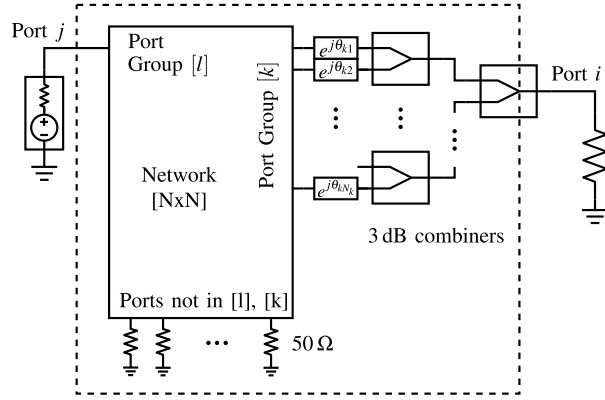 Port j
Port
Group [l]
Port Group [k]
e^{jθ_{k1}}
e^{jθ_{k2}}
e^{jθ_{kN_k}}
Port i
Network
[NxN]
3 dB combiners
Ports not in [l], [k]
50 Ω